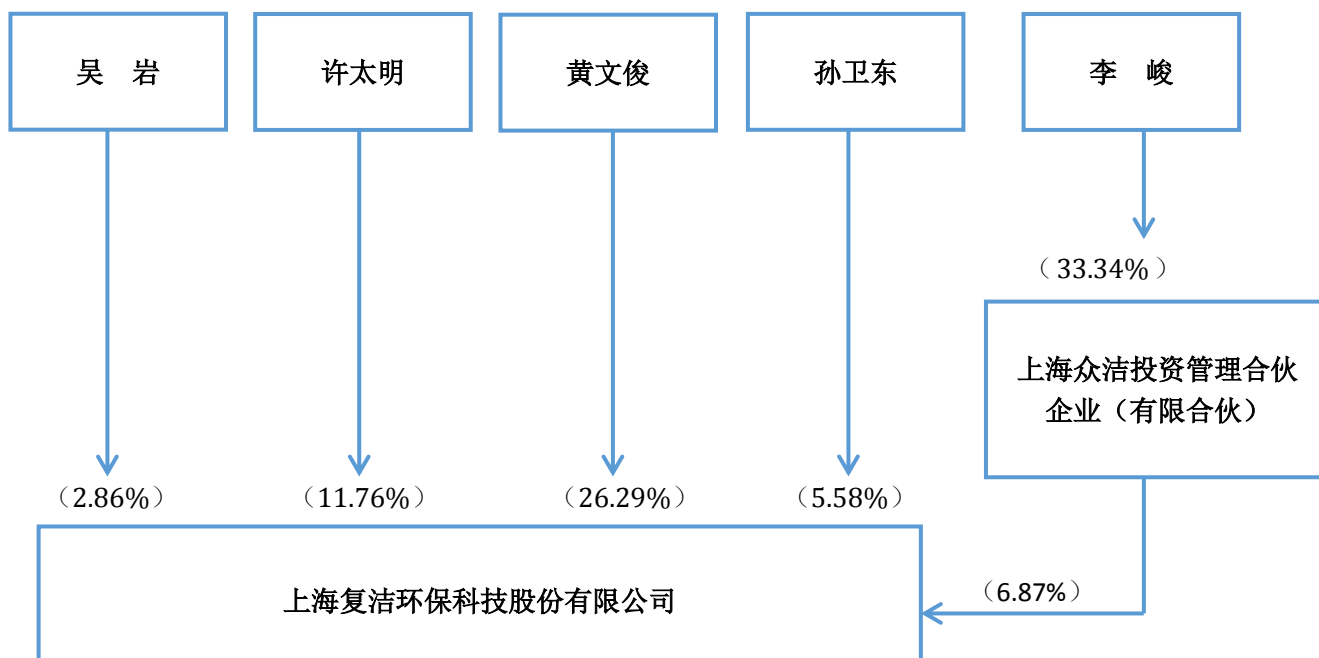 吴　岩
许太明
黄文俊
孙卫东
李　峻
（33.34%）
上海众洁投资管理合伙
企业（有限合伙）
（2.86%）
（11.76%）
（26.29%）
（5.58%）
上海复洁环保科技股份有限公司
（6.87%）